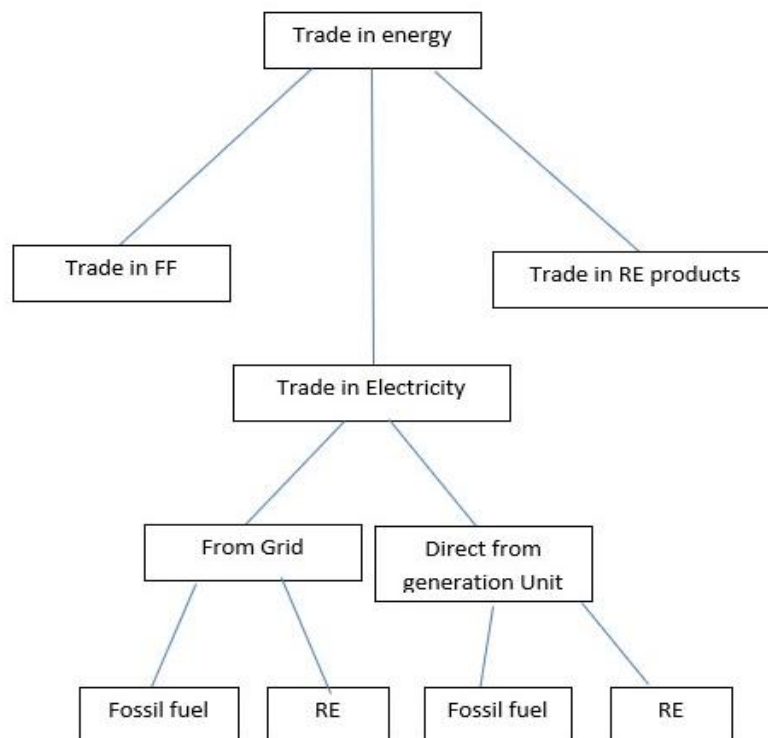 Trade in energy
Trade in FF
Trade in RE products
Trade in Electricity
From Grid
Direct from
generation Unit
Fossil fuel
RE
Fossil fuel
RE